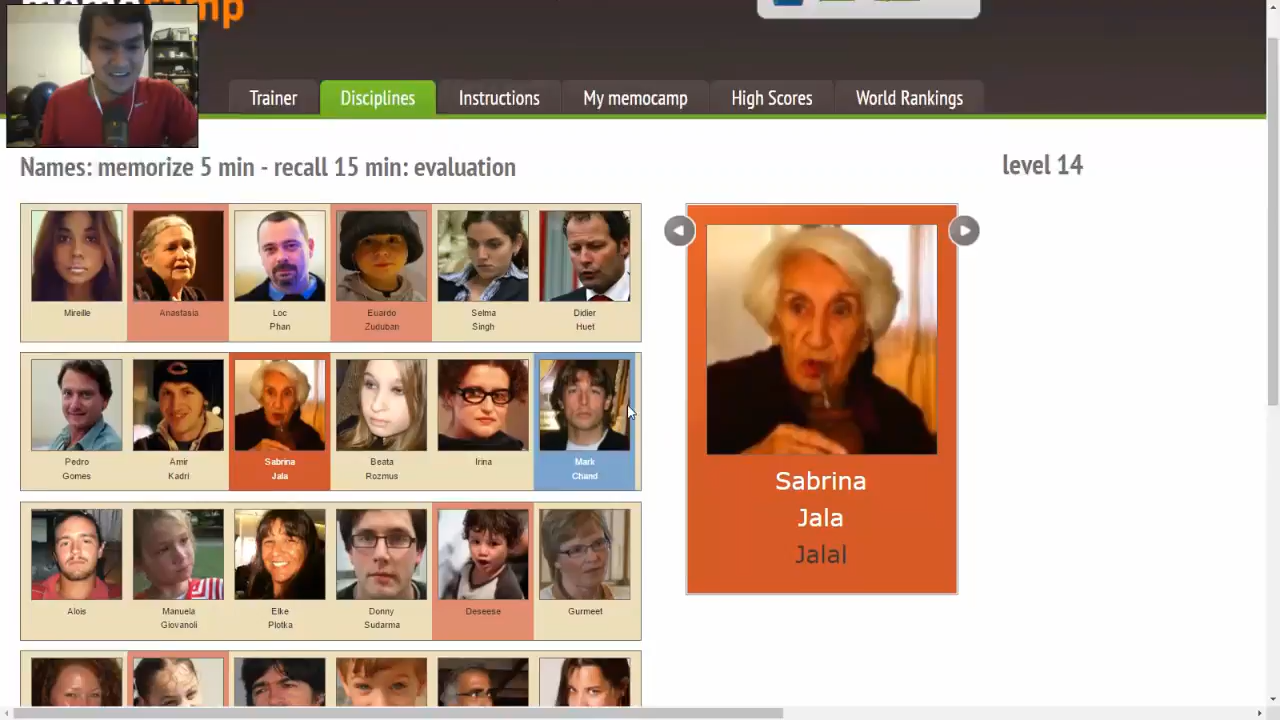 memocamp
Trainer
Disciplines
Instructions
My memocamp
High Scores
World Rankings
Names: memorize 5 min - recall 15 min: evaluation
level 14
Mireille
Anastasia
Loc
Phan
Euardo
Zuduban
Selma
Singh
Didier
Huet
Pedro
Gomes
Amir
Kadri
Sabrina
Jala
Beata
Rozmus
Irina
Mark
Chand
Alois
Manuela
Giovanoli
Elke
Plotka
Donny
Sudarma
Deseese
Gurmeet
Sabrina
Jala
Jalal